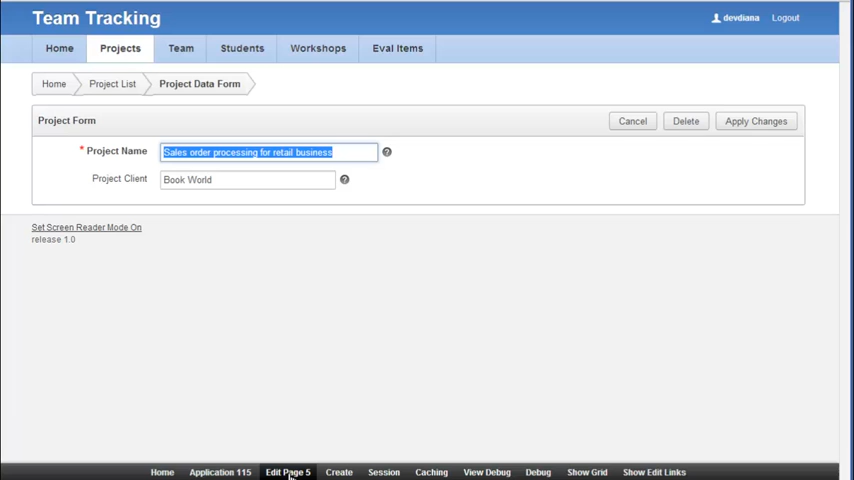 Team Tracking
devdiana Logout
Home Projects Team Students Workshops Eval Items
Home Project List Project Data Form
Project Form Cancel Delete Apply Changes
* Project Name Sales order processing for retail business ?
Project Client Book World ?
Set Screen Reader Mode On
release 1.0
Home Application 115 Edit Page 5 Create Session Caching View Debug Debug Show Grid Show Edit Links